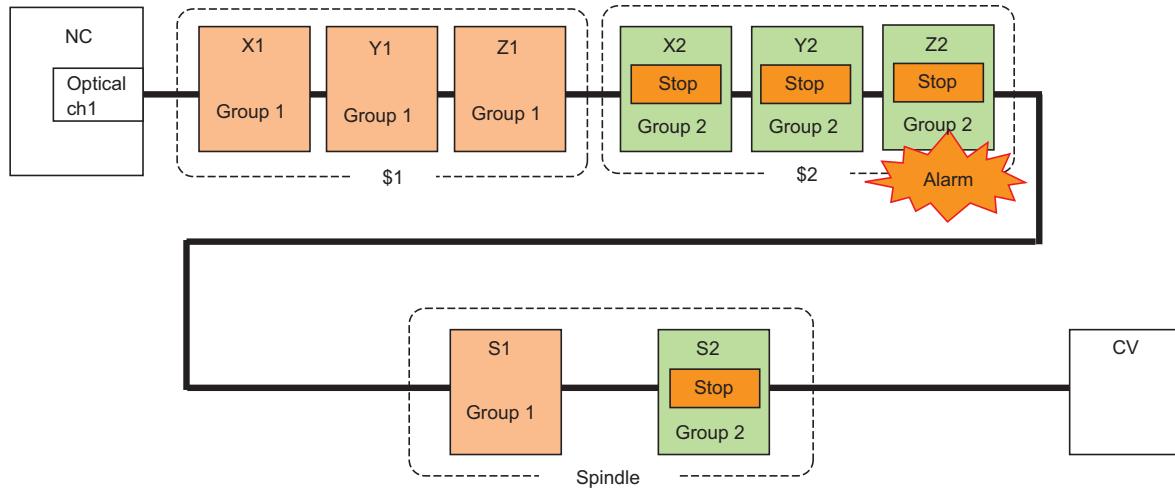 NC
Optical
ch1
X1
Group 1
Y1
Group 1
Z1
Group 1
$1
X2
Stop
Group 2
Y2
Stop
Group 2
Z2
Stop
Group 2
$2
Alarm
S1
Group 1
S2
Stop
Group 2
Spindle
CV